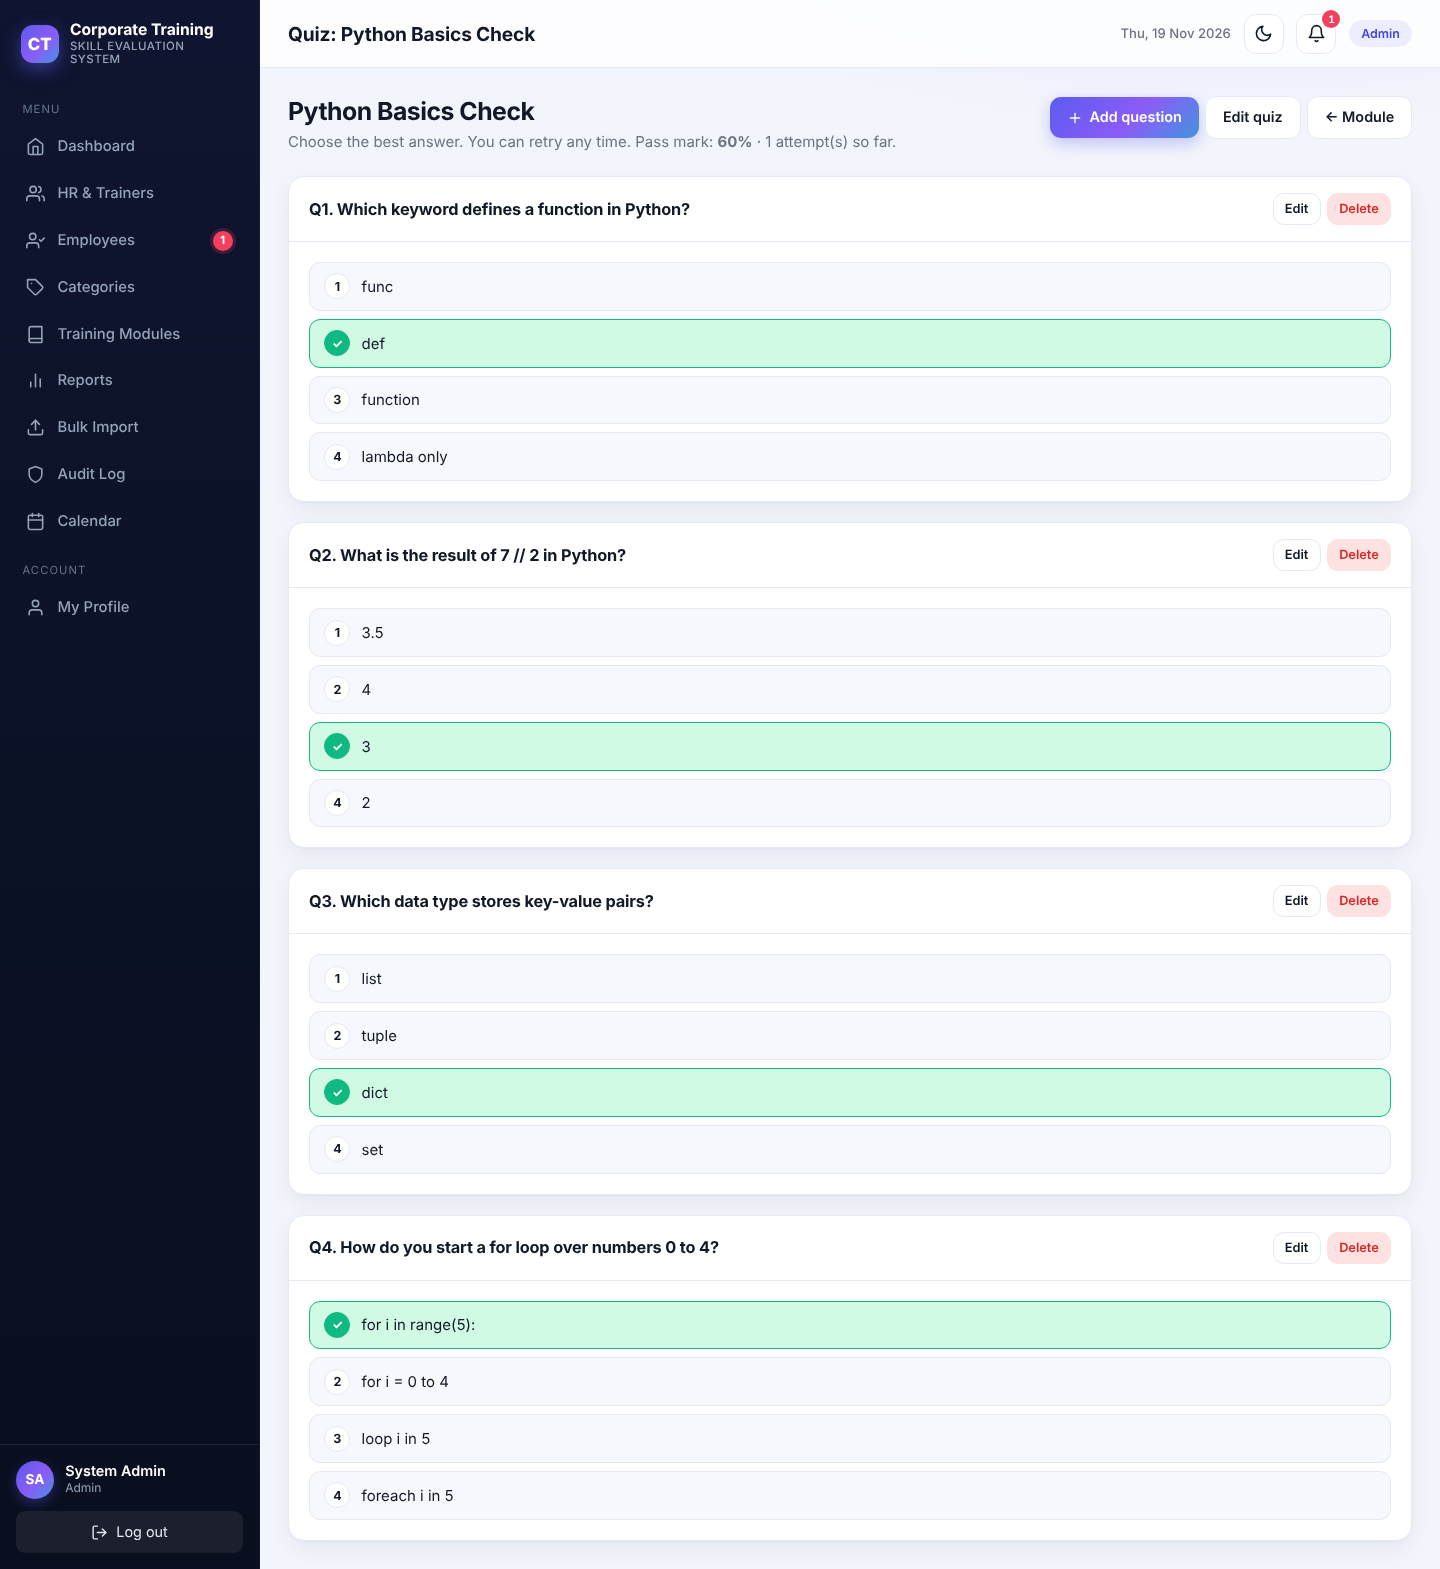 CT
Corporate Training
SKILL EVALUATION
SYSTEM
MENU
Dashboard
HR & Trainers
Employees 1
Categories
Training Modules
Reports
Bulk Import
Audit Log
Calendar
ACCOUNT
My Profile
SA
System Admin
Admin
Log out
Quiz: Python Basics Check
Thu, 19 Nov 2026
1
Admin
Python Basics Check
Choose the best answer. You can retry any time. Pass mark: 60% · 1 attempt(s) so far.
+ Add question
Edit quiz
← Module
Q1. Which keyword defines a function in Python?
Edit
Delete
1 func
✓ def
3 function
4 lambda only
Q2. What is the result of 7 // 2 in Python?
Edit
Delete
1 3.5
2 4
✓ 3
4 2
Q3. Which data type stores key-value pairs?
Edit
Delete
1 list
2 tuple
✓ dict
4 set
Q4. How do you start a for loop over numbers 0 to 4?
Edit
Delete
✓ for i in range(5):
2 for i = 0 to 4
3 loop i in 5
4 foreach i in 5